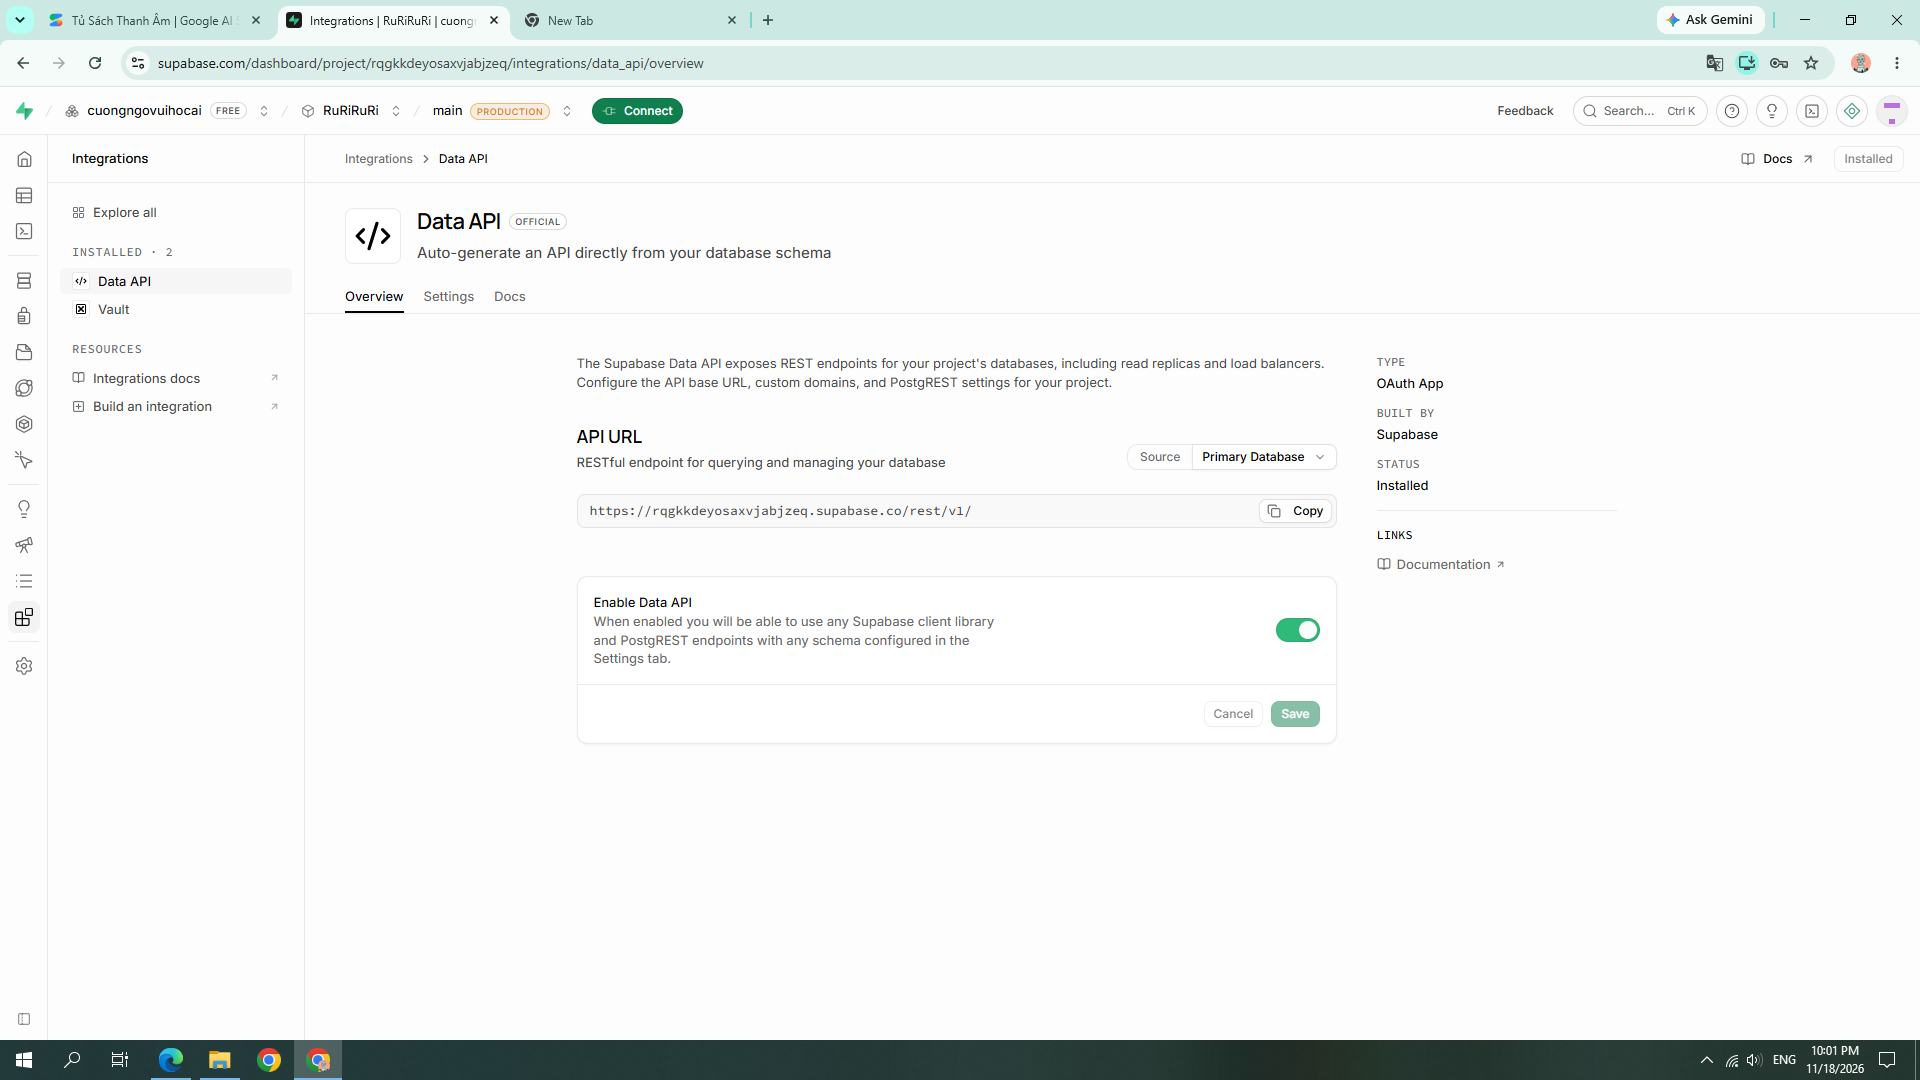 Tủ Sách Thanh Âm | Google AI S
Integrations | RuRiRuRi | cuong
New Tab
Ask Gemini
supabase.com/dashboard/project/rqgkkdeyosaxvjabjzeq/integrations/data_api/overview
cuongngovuihocai FREE / RuRiRuRi / main PRODUCTION Connect
Feedback
Search... Ctrl K
Integrations
Integrations > Data API
Docs
Installed
Explore all
INSTALLED · 2
Data API
Vault
RESOURCES
Integrations docs
Build an integration
Data API OFFICIAL
Auto-generate an API directly from your database schema
Overview Settings Docs
The Supabase Data API exposes REST endpoints for your project's databases, including read replicas and load balancers.
Configure the API base URL, custom domains, and PostgREST settings for your project.
API URL
RESTful endpoint for querying and managing your database
Source Primary Database
https://rqgkkdeyosaxvjabjzeq.supabase.co/rest/v1/
Copy
Enable Data API
When enabled you will be able to use any Supabase client library
and PostgREST endpoints with any schema configured in the
Settings tab.
Cancel Save
TYPE
OAuth App
BUILT BY
Supabase
STATUS
Installed
LINKS
Documentation
ENG
10:01 PM
11/18/2026